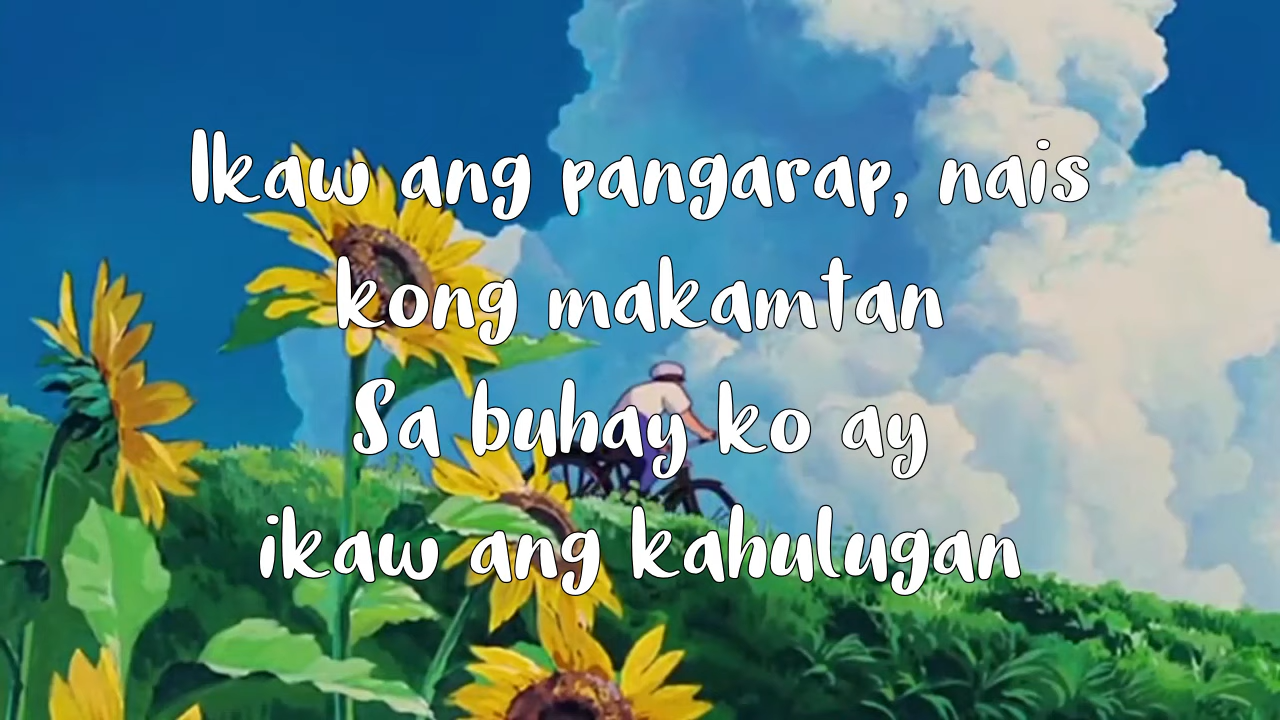 Ikaw ang pangarap, nais
kong makamtan
Sa buhay ko ay
ikaw ang kahulugan